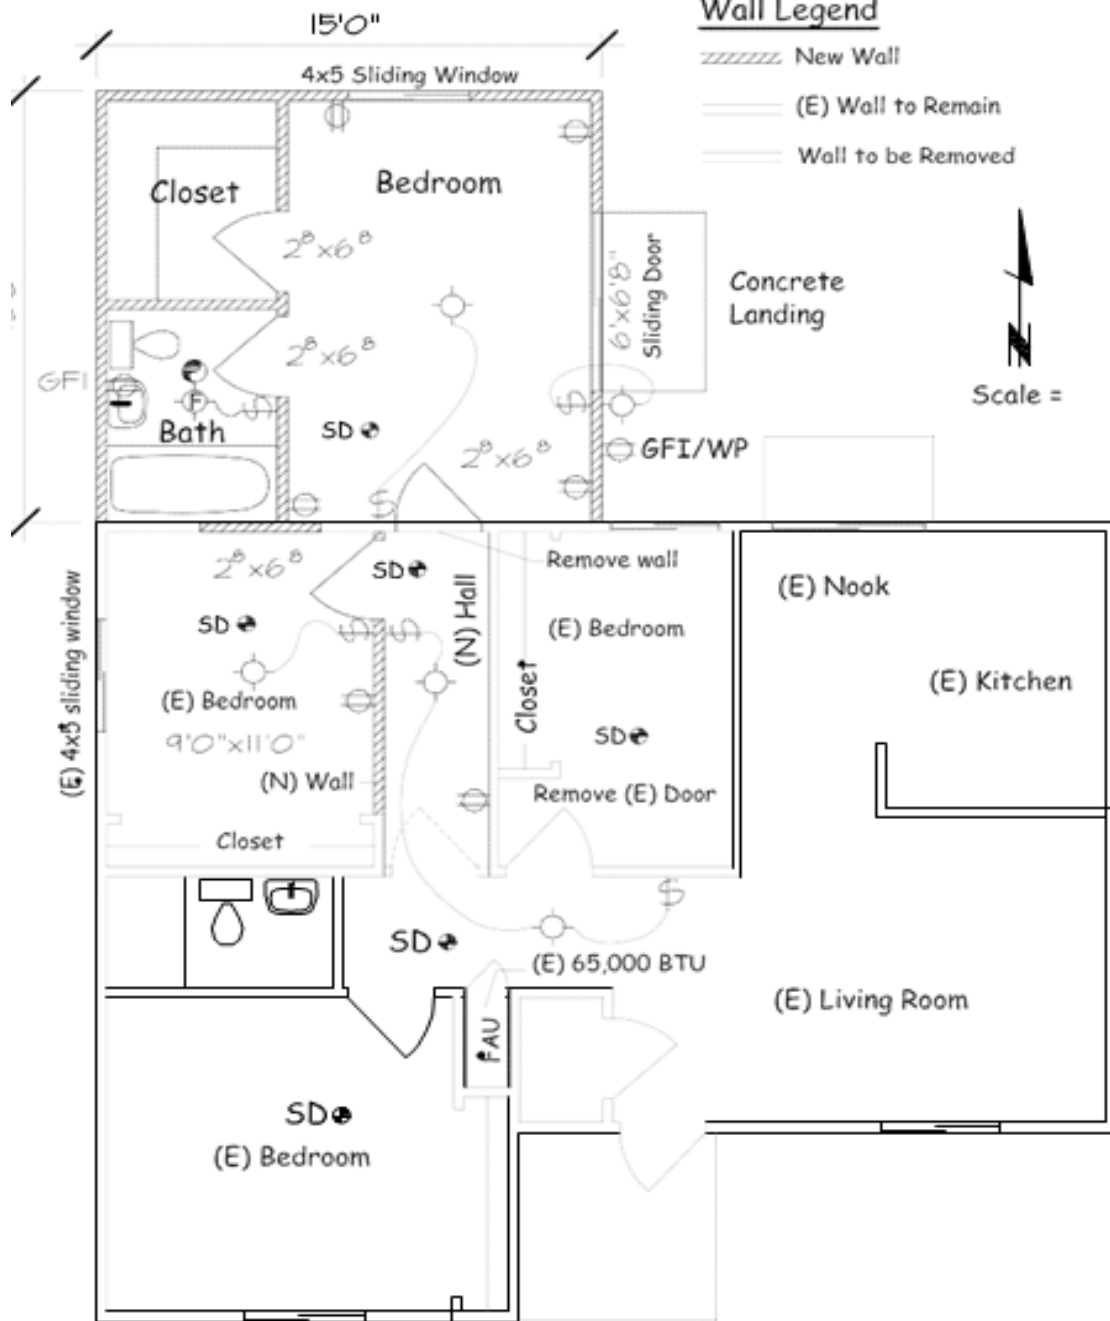 15'0"
Wall Legend
New Wall
(E) Wall to Remain
Wall to be Removed
4x5 Sliding Window
Closet
Bedroom
2⁸x6⁸
6'x6'8"
Sliding Door
Concrete
Landing
Scale =
2⁸x6⁸
GFI
F
$
$
Bath
SD
2⁸x6⁸
GFI/WP
$
2⁸x6⁸
SD
Remove wall
(E) Nook
(E) 4x5 sliding window
SD
$
$
(N) Hall
(E) Bedroom
Closet
(E) Kitchen
(E) Bedroom
9'0"x11'0"
SD
(N) Wall
Remove (E) Door
Closet
$
SD
(E) 65,000 BTU
(E) Living Room
FAU
SD
(E) Bedroom